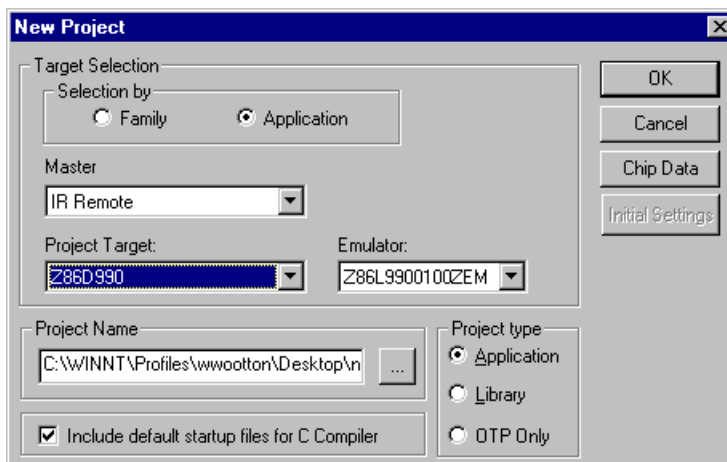 New Project
Target Selection
Selection by
Family
Application
Master
IR Remote
Project Target:
Z86D990
Emulator:
Z86L9900100ZEM
Project Name
C:\WINNT\Profiles\wwootton\Desktop\n
...
Include default startup files for C Compiler
Project type
Application
Library
OTP Only
OK
Cancel
Chip Data
Initial Settings